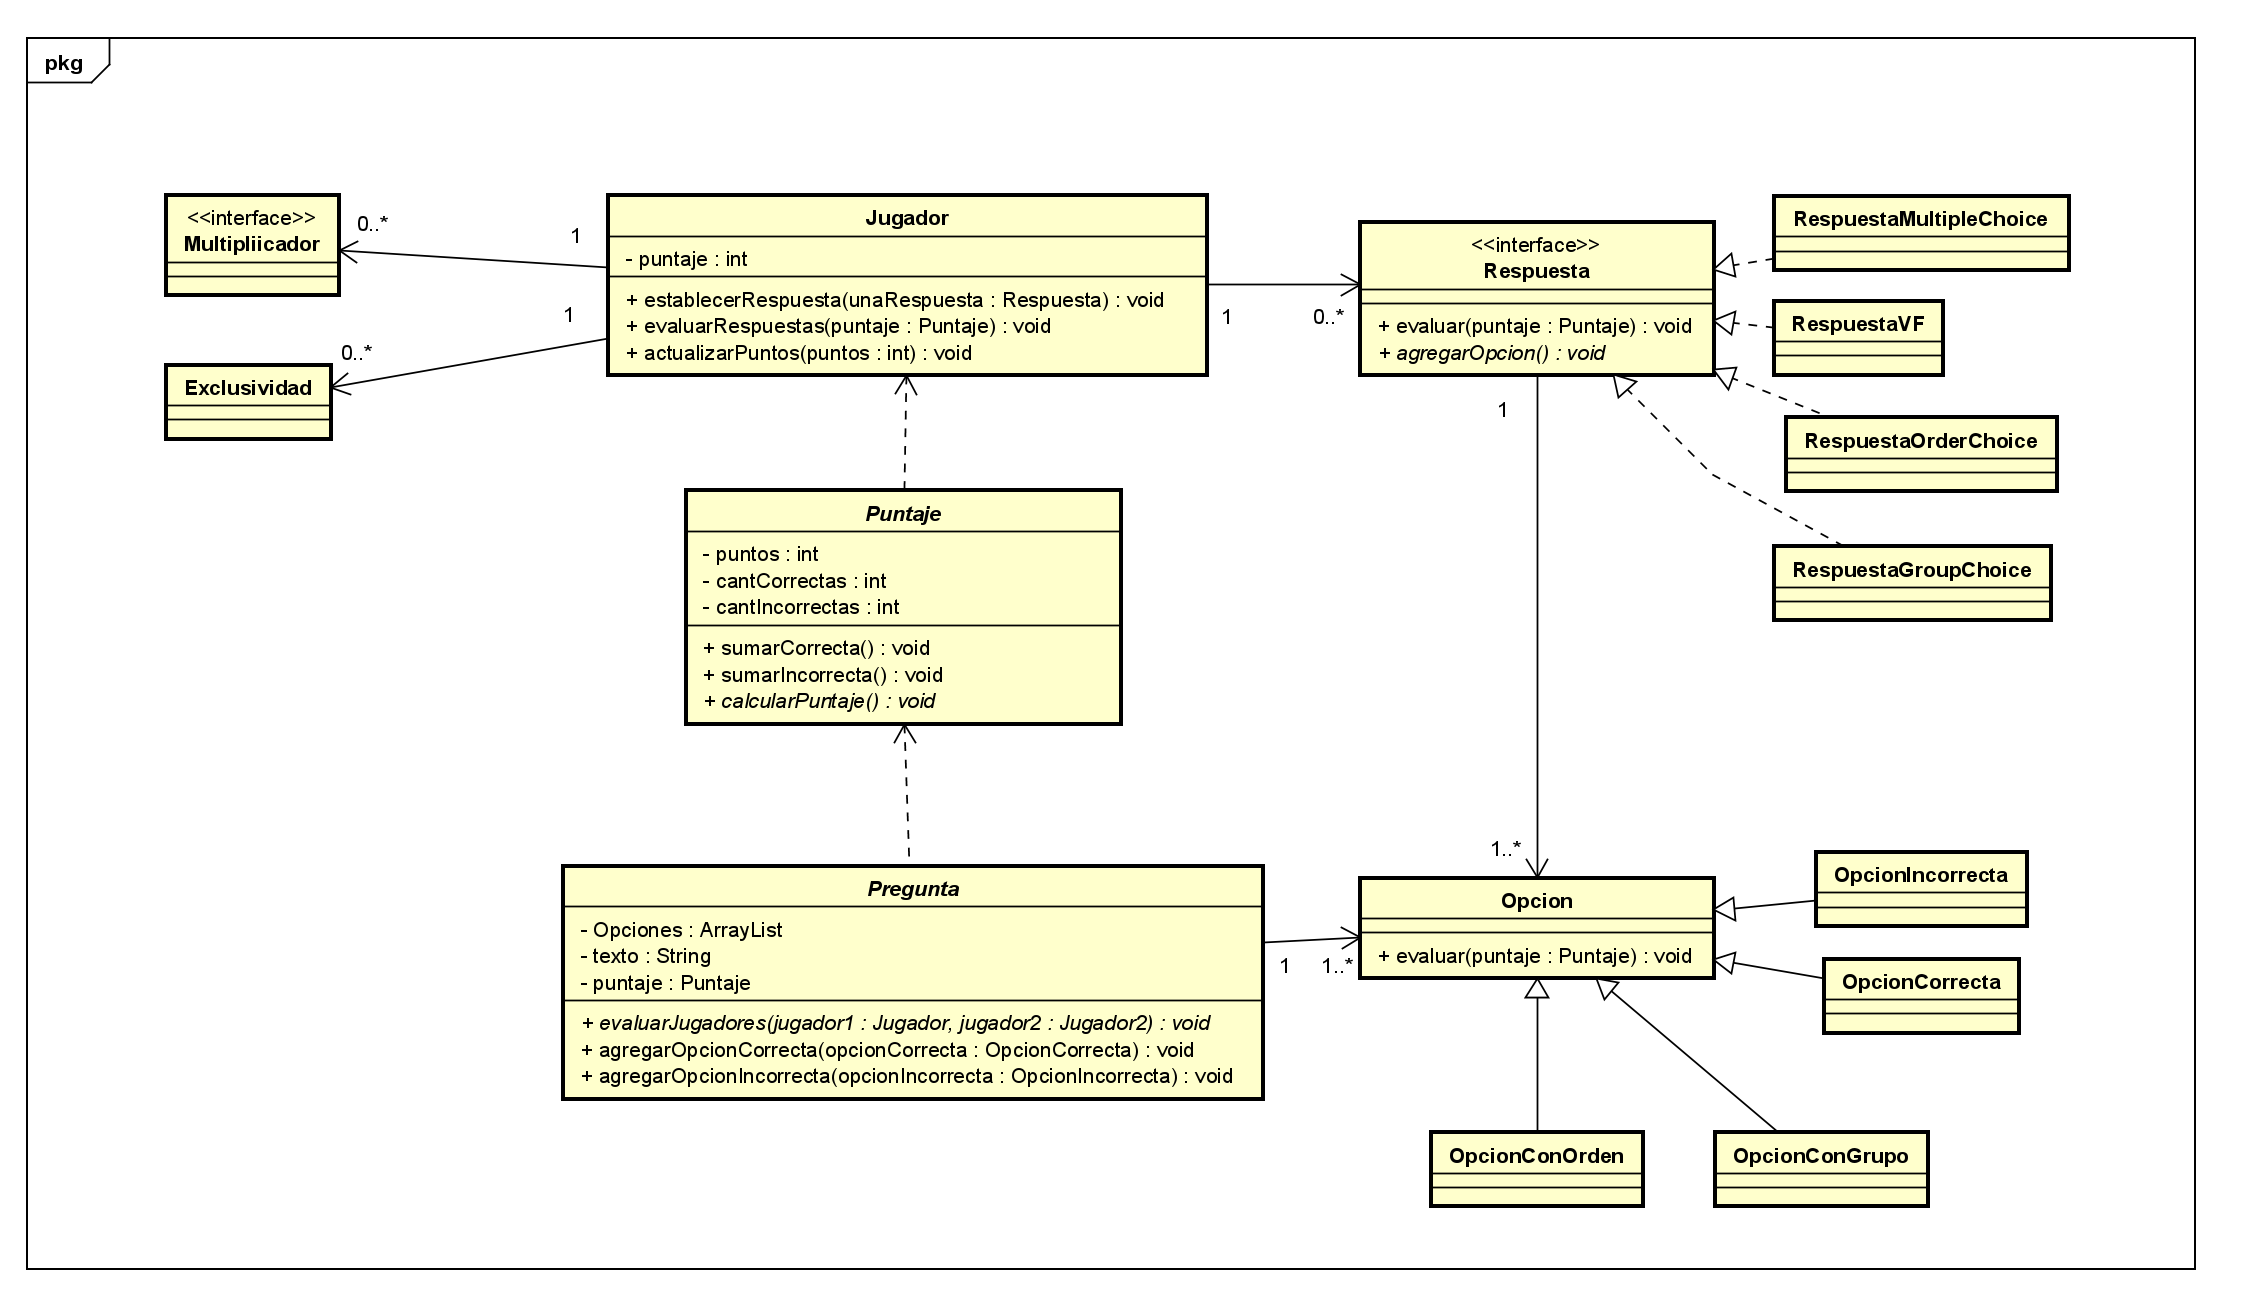 pkg
<<interface>>
Multipliicador
0..*
1
Exclusividad
0..*
1
Jugador
- puntaje : int
+ establecerRespuesta(unaRespuesta : Respuesta) : void
+ evaluarRespuestas(puntaje : Puntaje) : void
+ actualizarPuntos(puntos : int) : void
1
0..*
<<interface>>
Respuesta
+ evaluar(puntaje : Puntaje) : void
+ agregarOpcion() : void
RespuestaMultipleChoice
RespuestaVF
RespuestaOrderChoice
RespuestaGroupChoice
1
1..*
Puntaje
- puntos : int
- cantCorrectas : int
- cantIncorrectas : int
+ sumarCorrecta() : void
+ sumarIncorrecta() : void
+ calcularPuntaje() : void
Pregunta
- Opciones : ArrayList
- texto : String
- puntaje : Puntaje
+ evaluarJugadores(jugador1 : Jugador, jugador2 : Jugador2) : void
+ agregarOpcionCorrecta(opcionCorrecta : OpcionCorrecta) : void
+ agregarOpcionIncorrecta(opcionIncorrecta : OpcionIncorrecta) : void
1
1..*
Opcion
+ evaluar(puntaje : Puntaje) : void
OpcionIncorrecta
OpcionCorrecta
OpcionConOrden
OpcionConGrupo